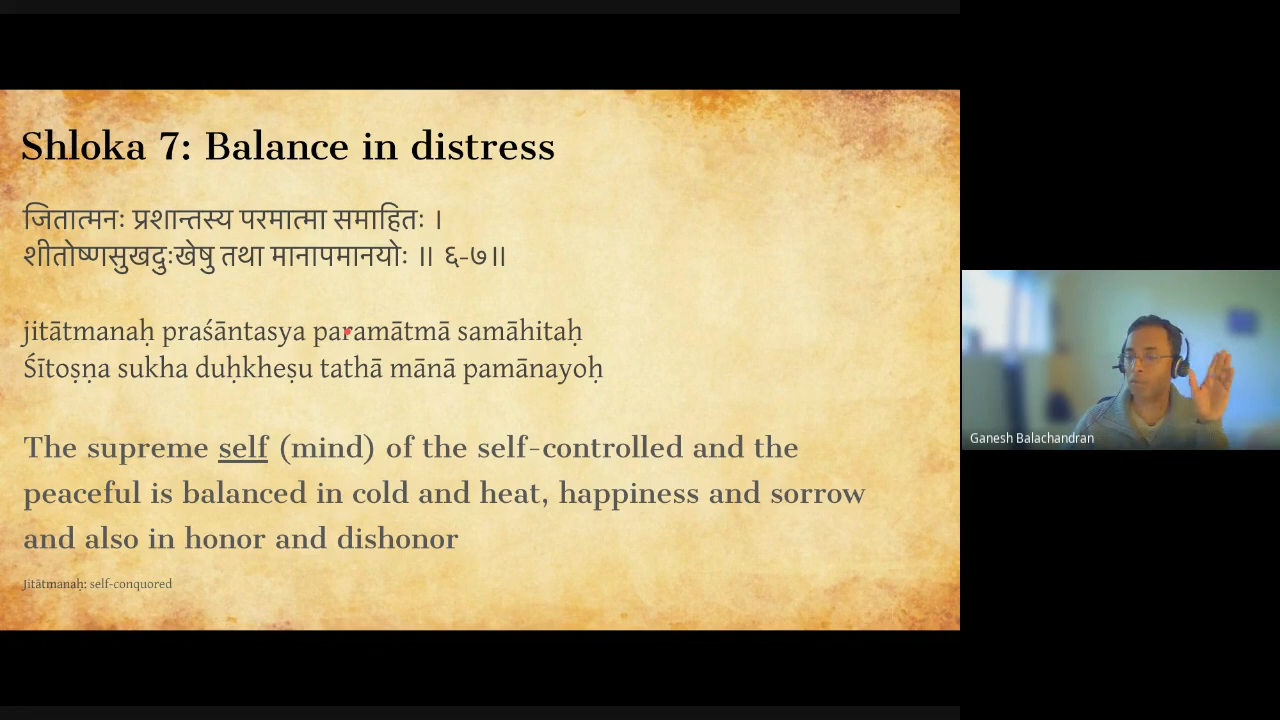 Shloka 7: Balance in distress
जितात्मनः प्रशान्तस्य परमात्मा समाहितः ।
शीतोष्णसुखदुःखेषु तथा मानापमानयोः ॥ ६-७॥
jitātmanaḥ praśāntasya paramātmā samāhitaḥ
Śītoṣṇa sukha duḥkheṣu tathā mānā pamānayoḥ
The supreme self (mind) of the self-controlled and the
peaceful is balanced in cold and heat, happiness and sorrow
and also in honor and dishonor
Jitātmanaḥ: self-conquored
Ganesh Balachandran